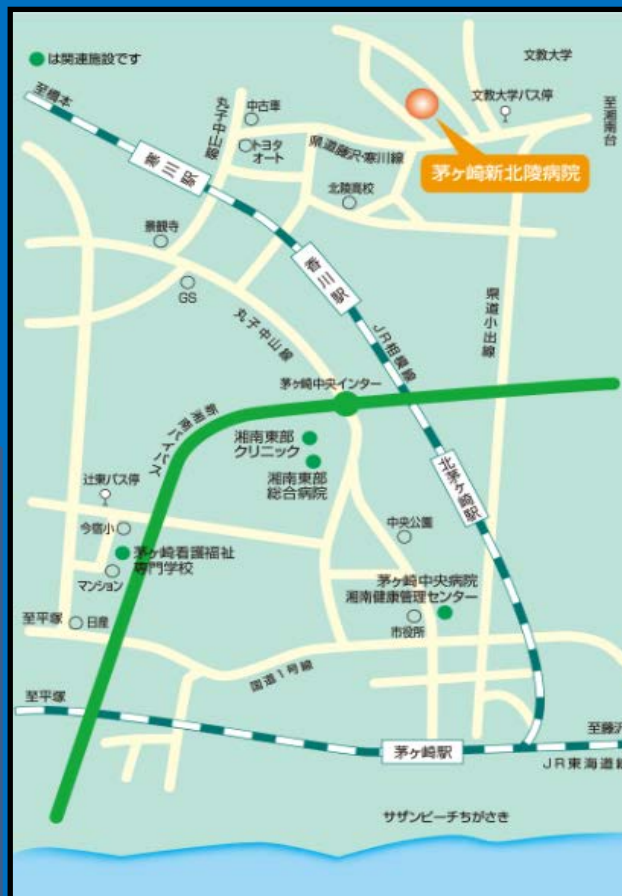 は関連施設です
文教大学
至橋本
丸子中山線
中古車
文教大学バス停
至湘南台
寒川駅
トヨタ
オート
県道藤沢・寒川線
茅ヶ崎新北陵病院
北陵高校
景観寺
香川駅
GS
県道小出線
丸子中山線
JR相模線
茅ヶ崎中央インター
新湘南バイパス
湘南東部
クリニック
湘南東部
総合病院
北茅ヶ崎駅
辻東バス停
今宿小
中央公園
茅ヶ崎看護福祉
専門学校
マンション
茅ヶ崎中央病院
湘南健康管理センター
至平塚
日産
市役所
国道1号線
至平塚
至藤沢
茅ヶ崎駅
JR東海道線
サザンビーチちがさき